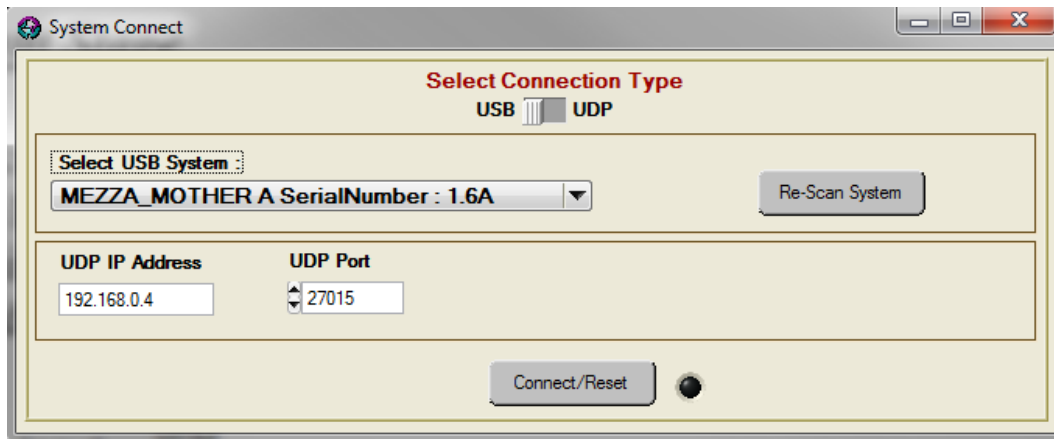 System Connect
Select Connection Type
USB UDP
Select USB System :
MEZZA_MOTHER A SerialNumber : 1.6A
Re-Scan System
UDP IP Address UDP Port
192.168.0.4 27015
Connect/Reset